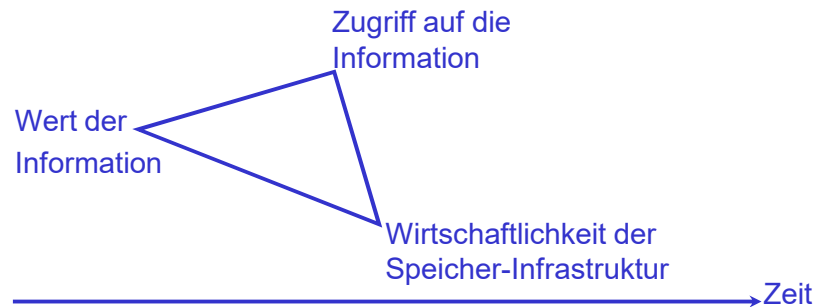 Zugriff auf die
Information
Wert der
Information
Wirtschaftlichkeit der
Speicher-Infrastruktur
Zeit